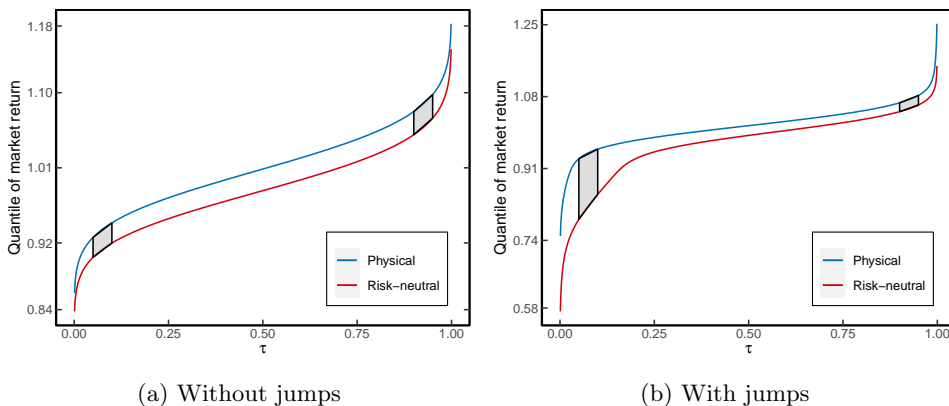 Quantile of market return
1.18
1.10
1.01
0.92
0.84
0.00
0.25
0.50
0.75
1.00
τ
Physical
Risk−neutral
(a) Without jumps
Quantile of market return
1.25
1.08
0.91
0.74
0.58
0.00
0.25
0.50
0.75
1.00
τ
Physical
Risk−neutral
(b) With jumps